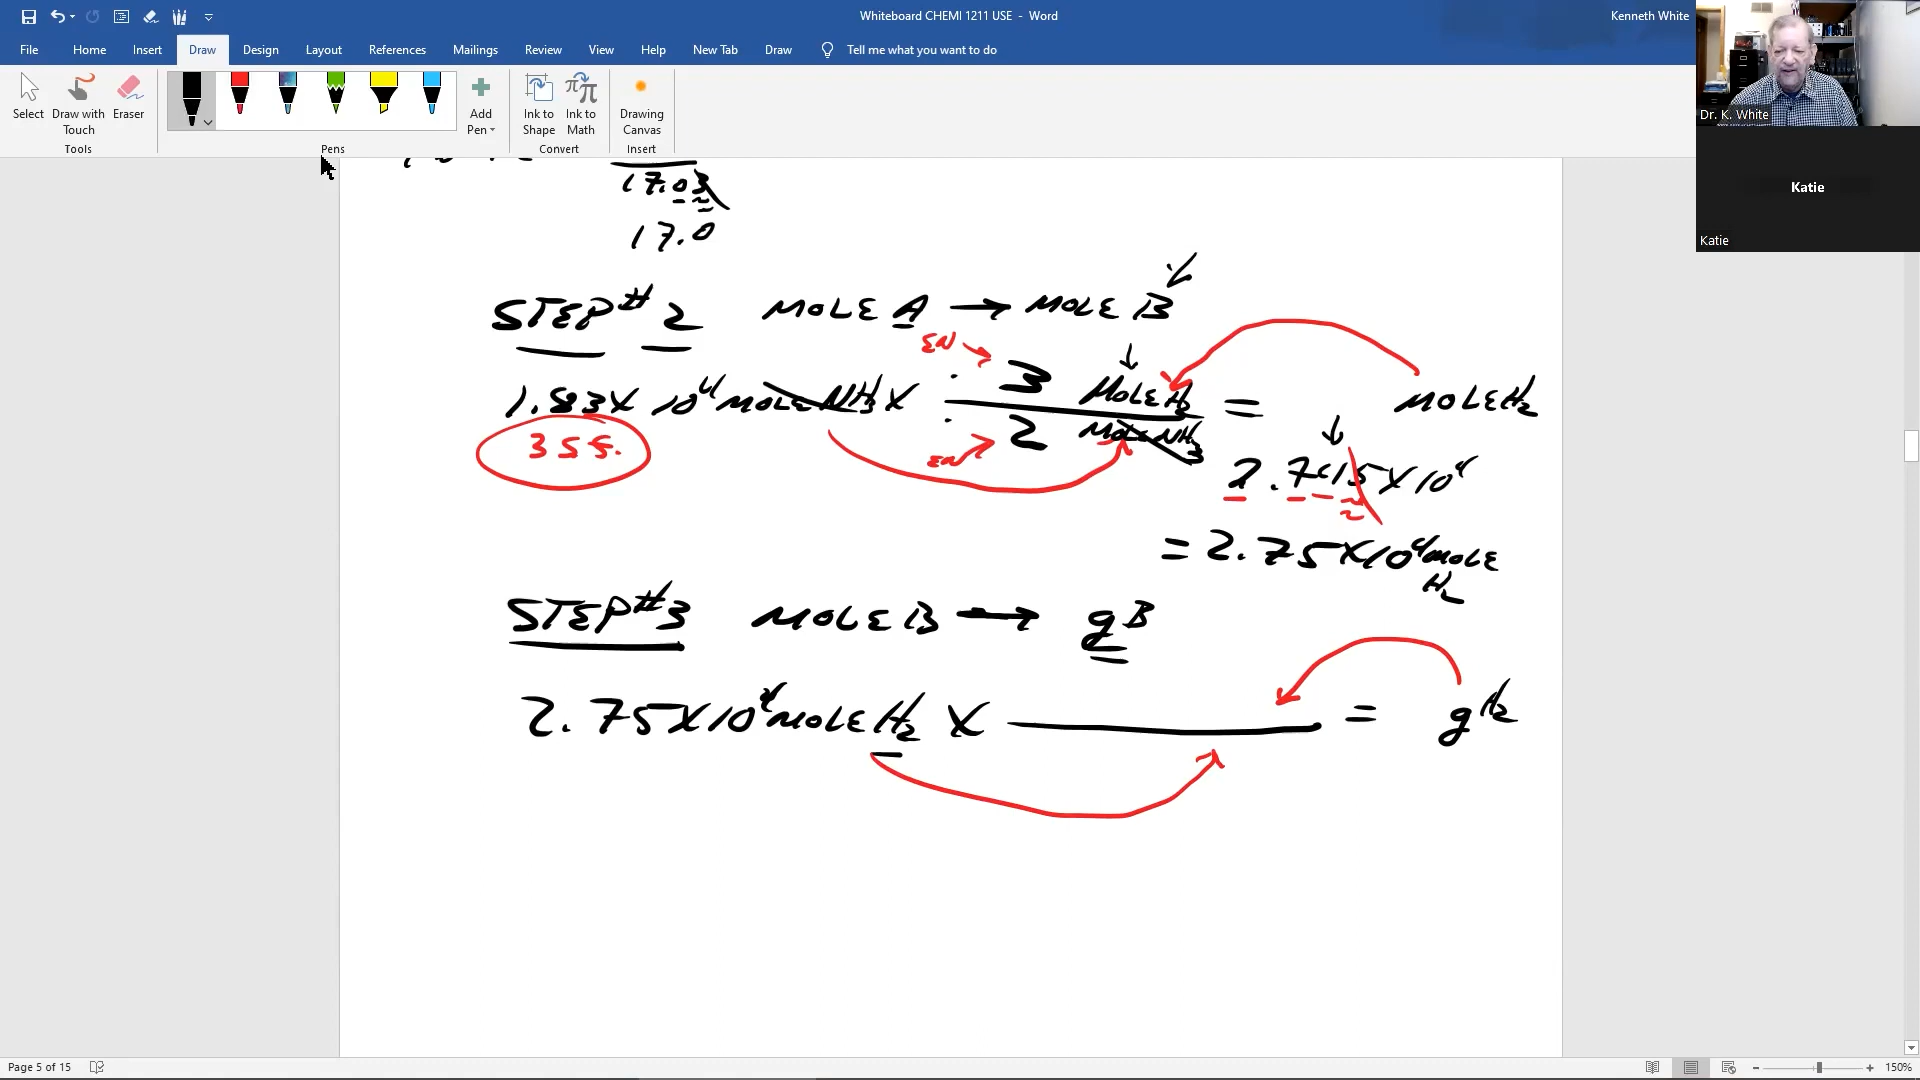 Whiteboard CHEMI 1211 USE - Word
Kenneth White
File Home Insert Draw Design Layout References Mailings Review View Help New Tab Draw Tell me what you want to do
Select Draw with Touch Eraser
Add Pen
Ink to Shape Ink to Math
Drawing Canvas
Tools Pens Convert Insert
Dr. K. White
Katie
Katie
17.03
17.0
STEP # 2 MOLE A → MOLE B
EN
1.83 X 10⁴ MOLE NH₃ X 3 MOLE H₂ = MOLE H₂
2 MOLE NH₃
EN
3 S.F.
X 10⁴
= 2.75 X 10⁴ MOLE
H₂
STEP #3 MOLE B → g B
2.75 X 10⁴ MOLE H₂ X = g H₂
Page 5 of 15
150%